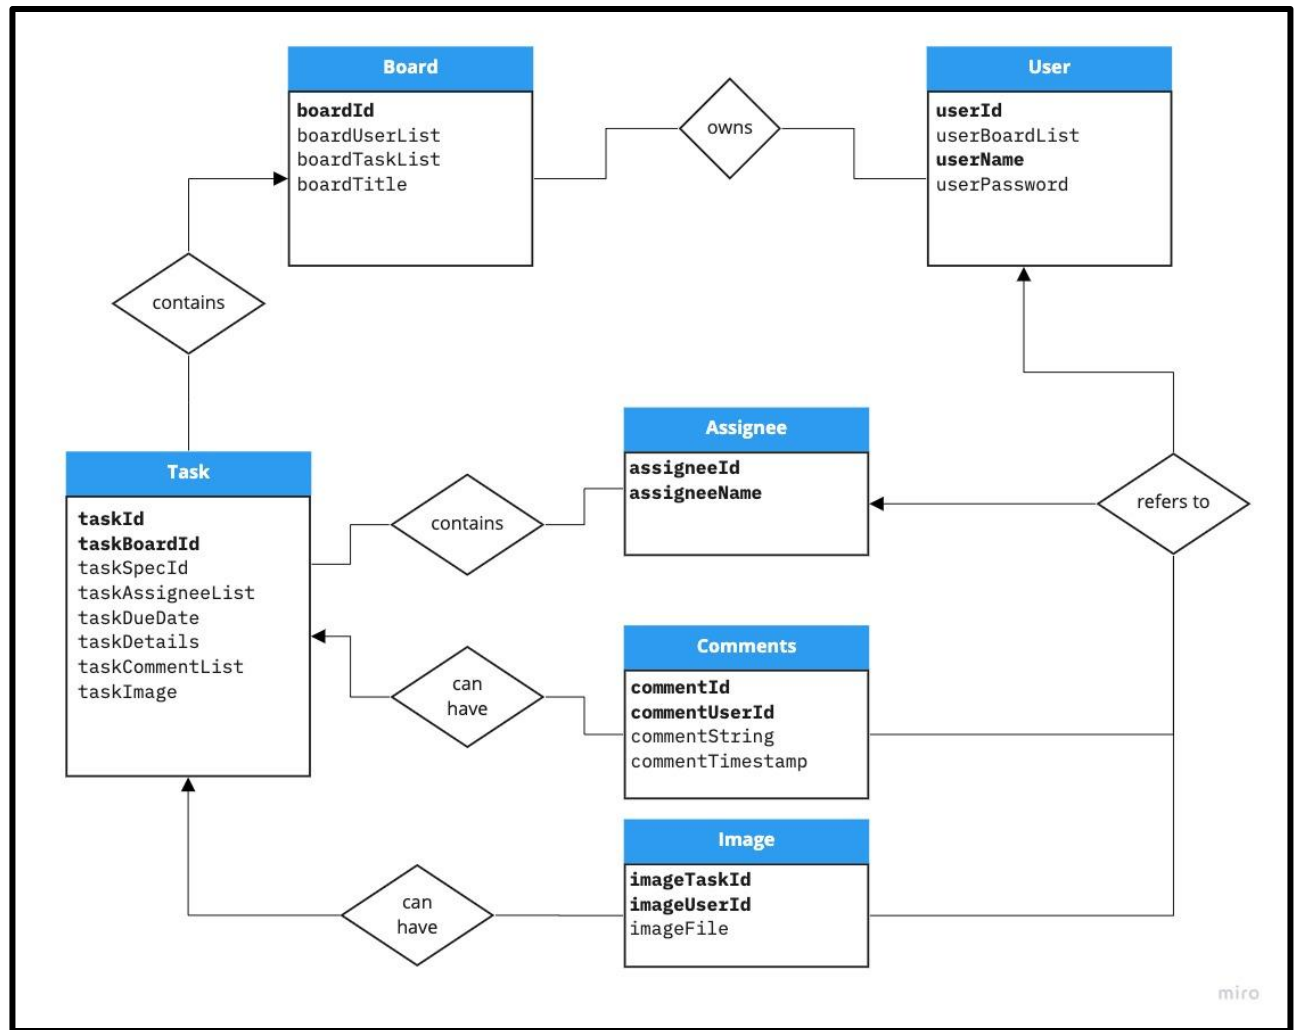 Board
boardId
boardUserList
boardTaskList
boardTitle
owns
User
userId
userBoardList
userName
userPassword
contains
Task
taskId
taskBoardId
taskSpecId
taskAssigneeList
taskDueDate
taskDetails
taskCommentList
taskImage
contains
Assignee
assigneeId
assigneeName
refers to
can
have
Comments
commentId
commentUserId
commentString
commentTimestamp
can
have
Image
imageTaskId
imageUserId
imageFile
miro